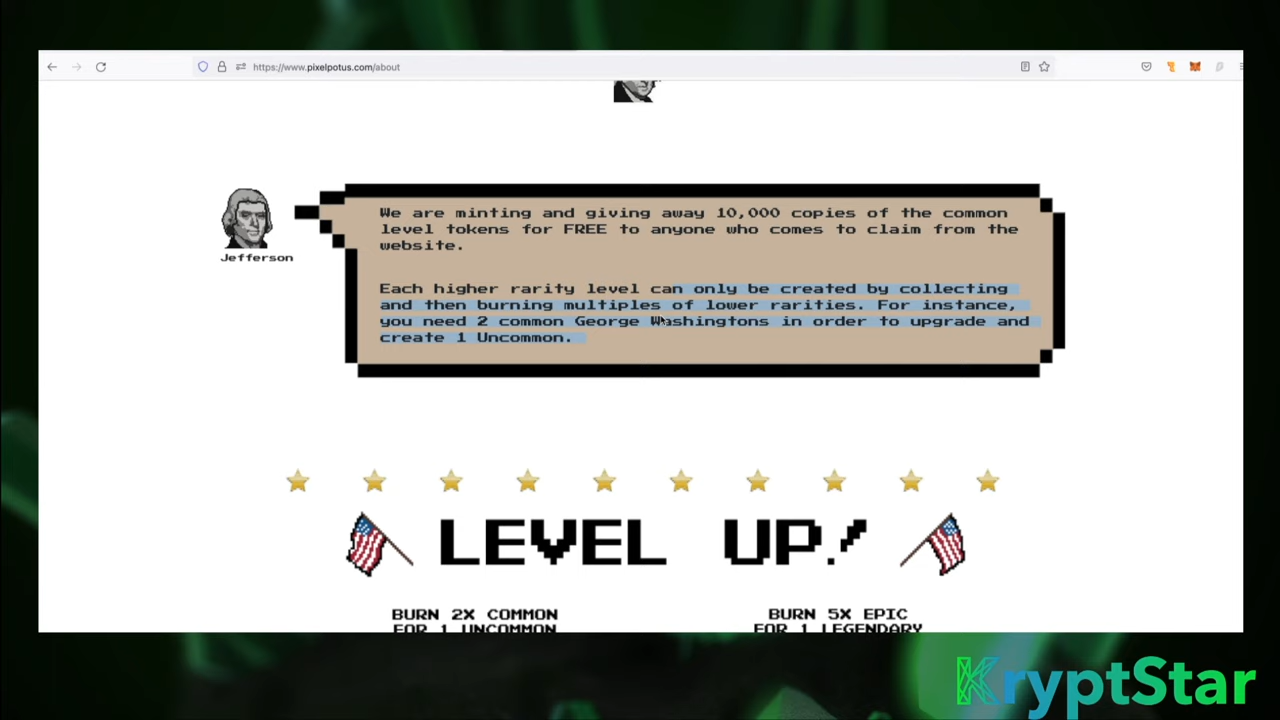 https://www.pixelpotus.com/about
We are minting and giving away 10,000 copies of the common
level tokens for FREE to anyone who comes to claim from the
website.
Jefferson
Each higher rarity level can only be created by collecting
and then burning multiples of lower rarities. For instance,
you need 2 common George Washingtons in order to upgrade and
create 1 Uncommon.
LEVEL UP!
BURN 2X COMMON
FOR 1 UNCOMMON
BURN 5X EPIC
FOR 1 LEGENDARY
KryptStar